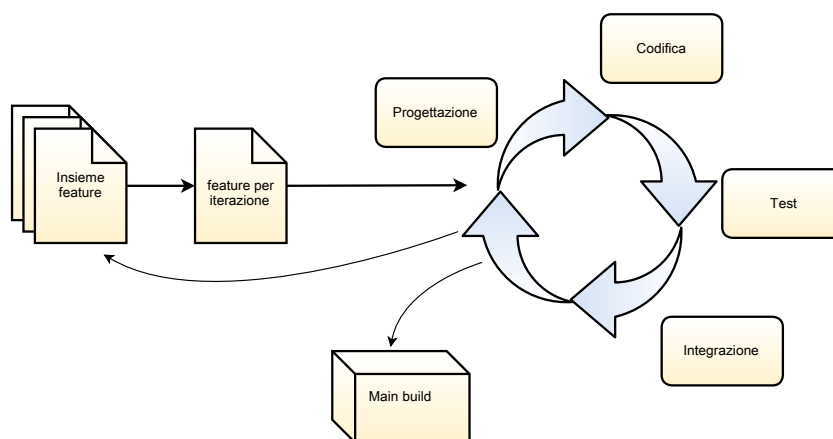 Codifica
Progettazione
Insieme
feature
feature per
iterazione
Test
Integrazione
Main build